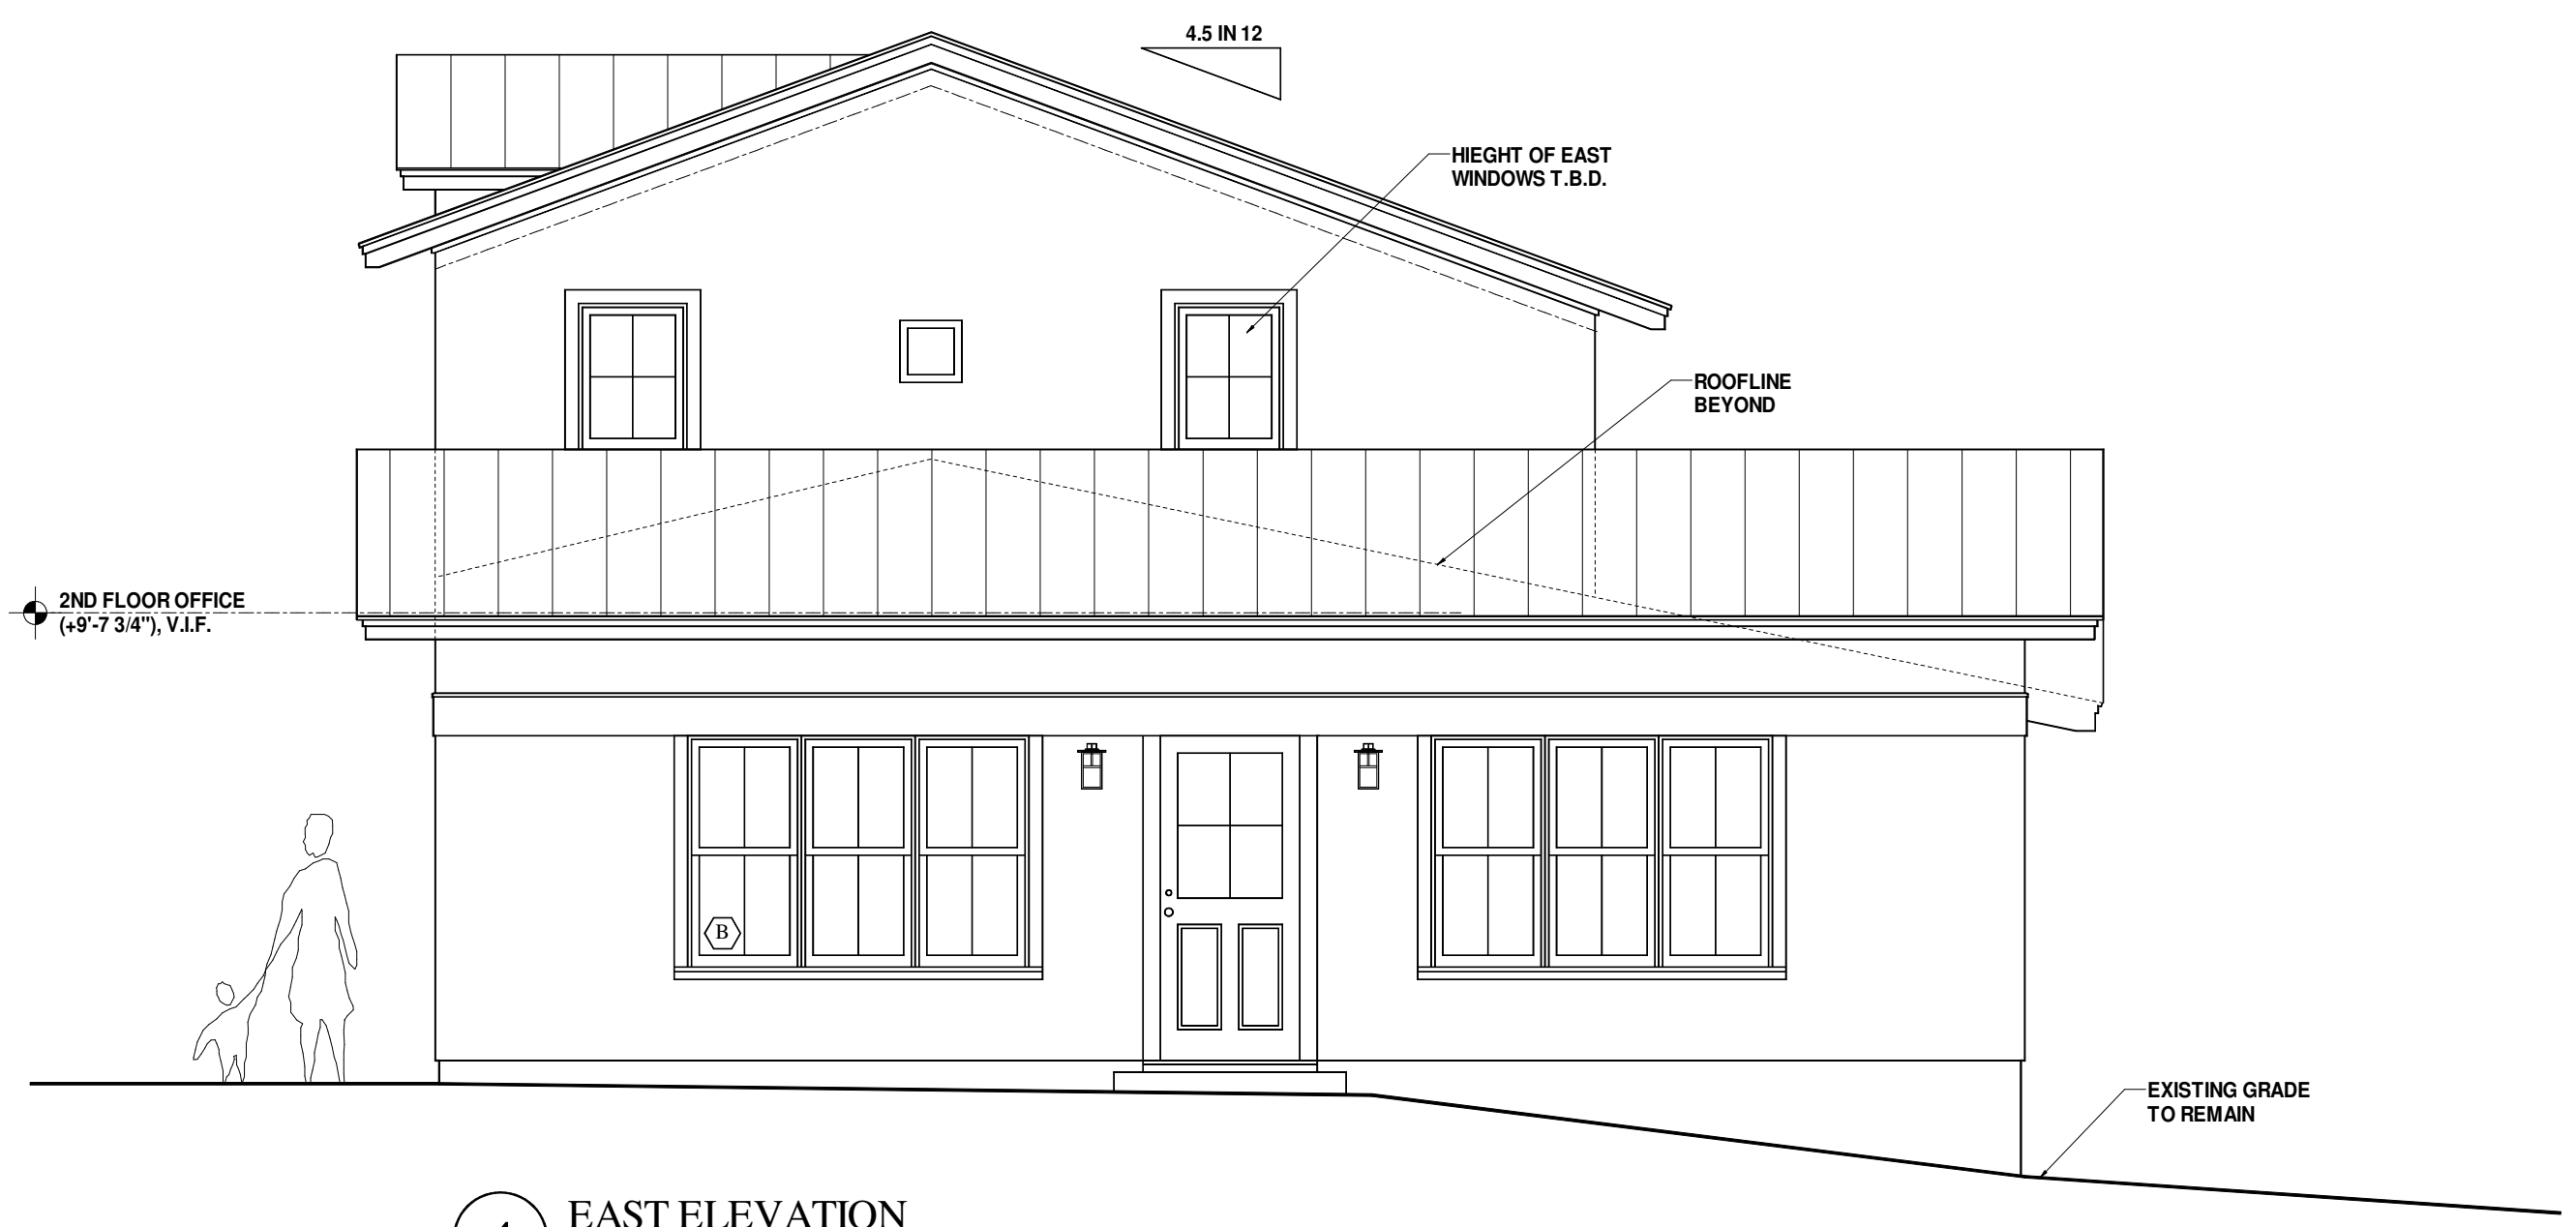 4.5 IN 12
HIEGHT OF EAST
WINDOWS T.B.D.
ROOFLINE
BEYOND
2ND FLOOR OFFICE
(+9'-7 3/4"), V.I.F.
B
EXISTING GRADE
TO REMAIN
EAST ELEVATION